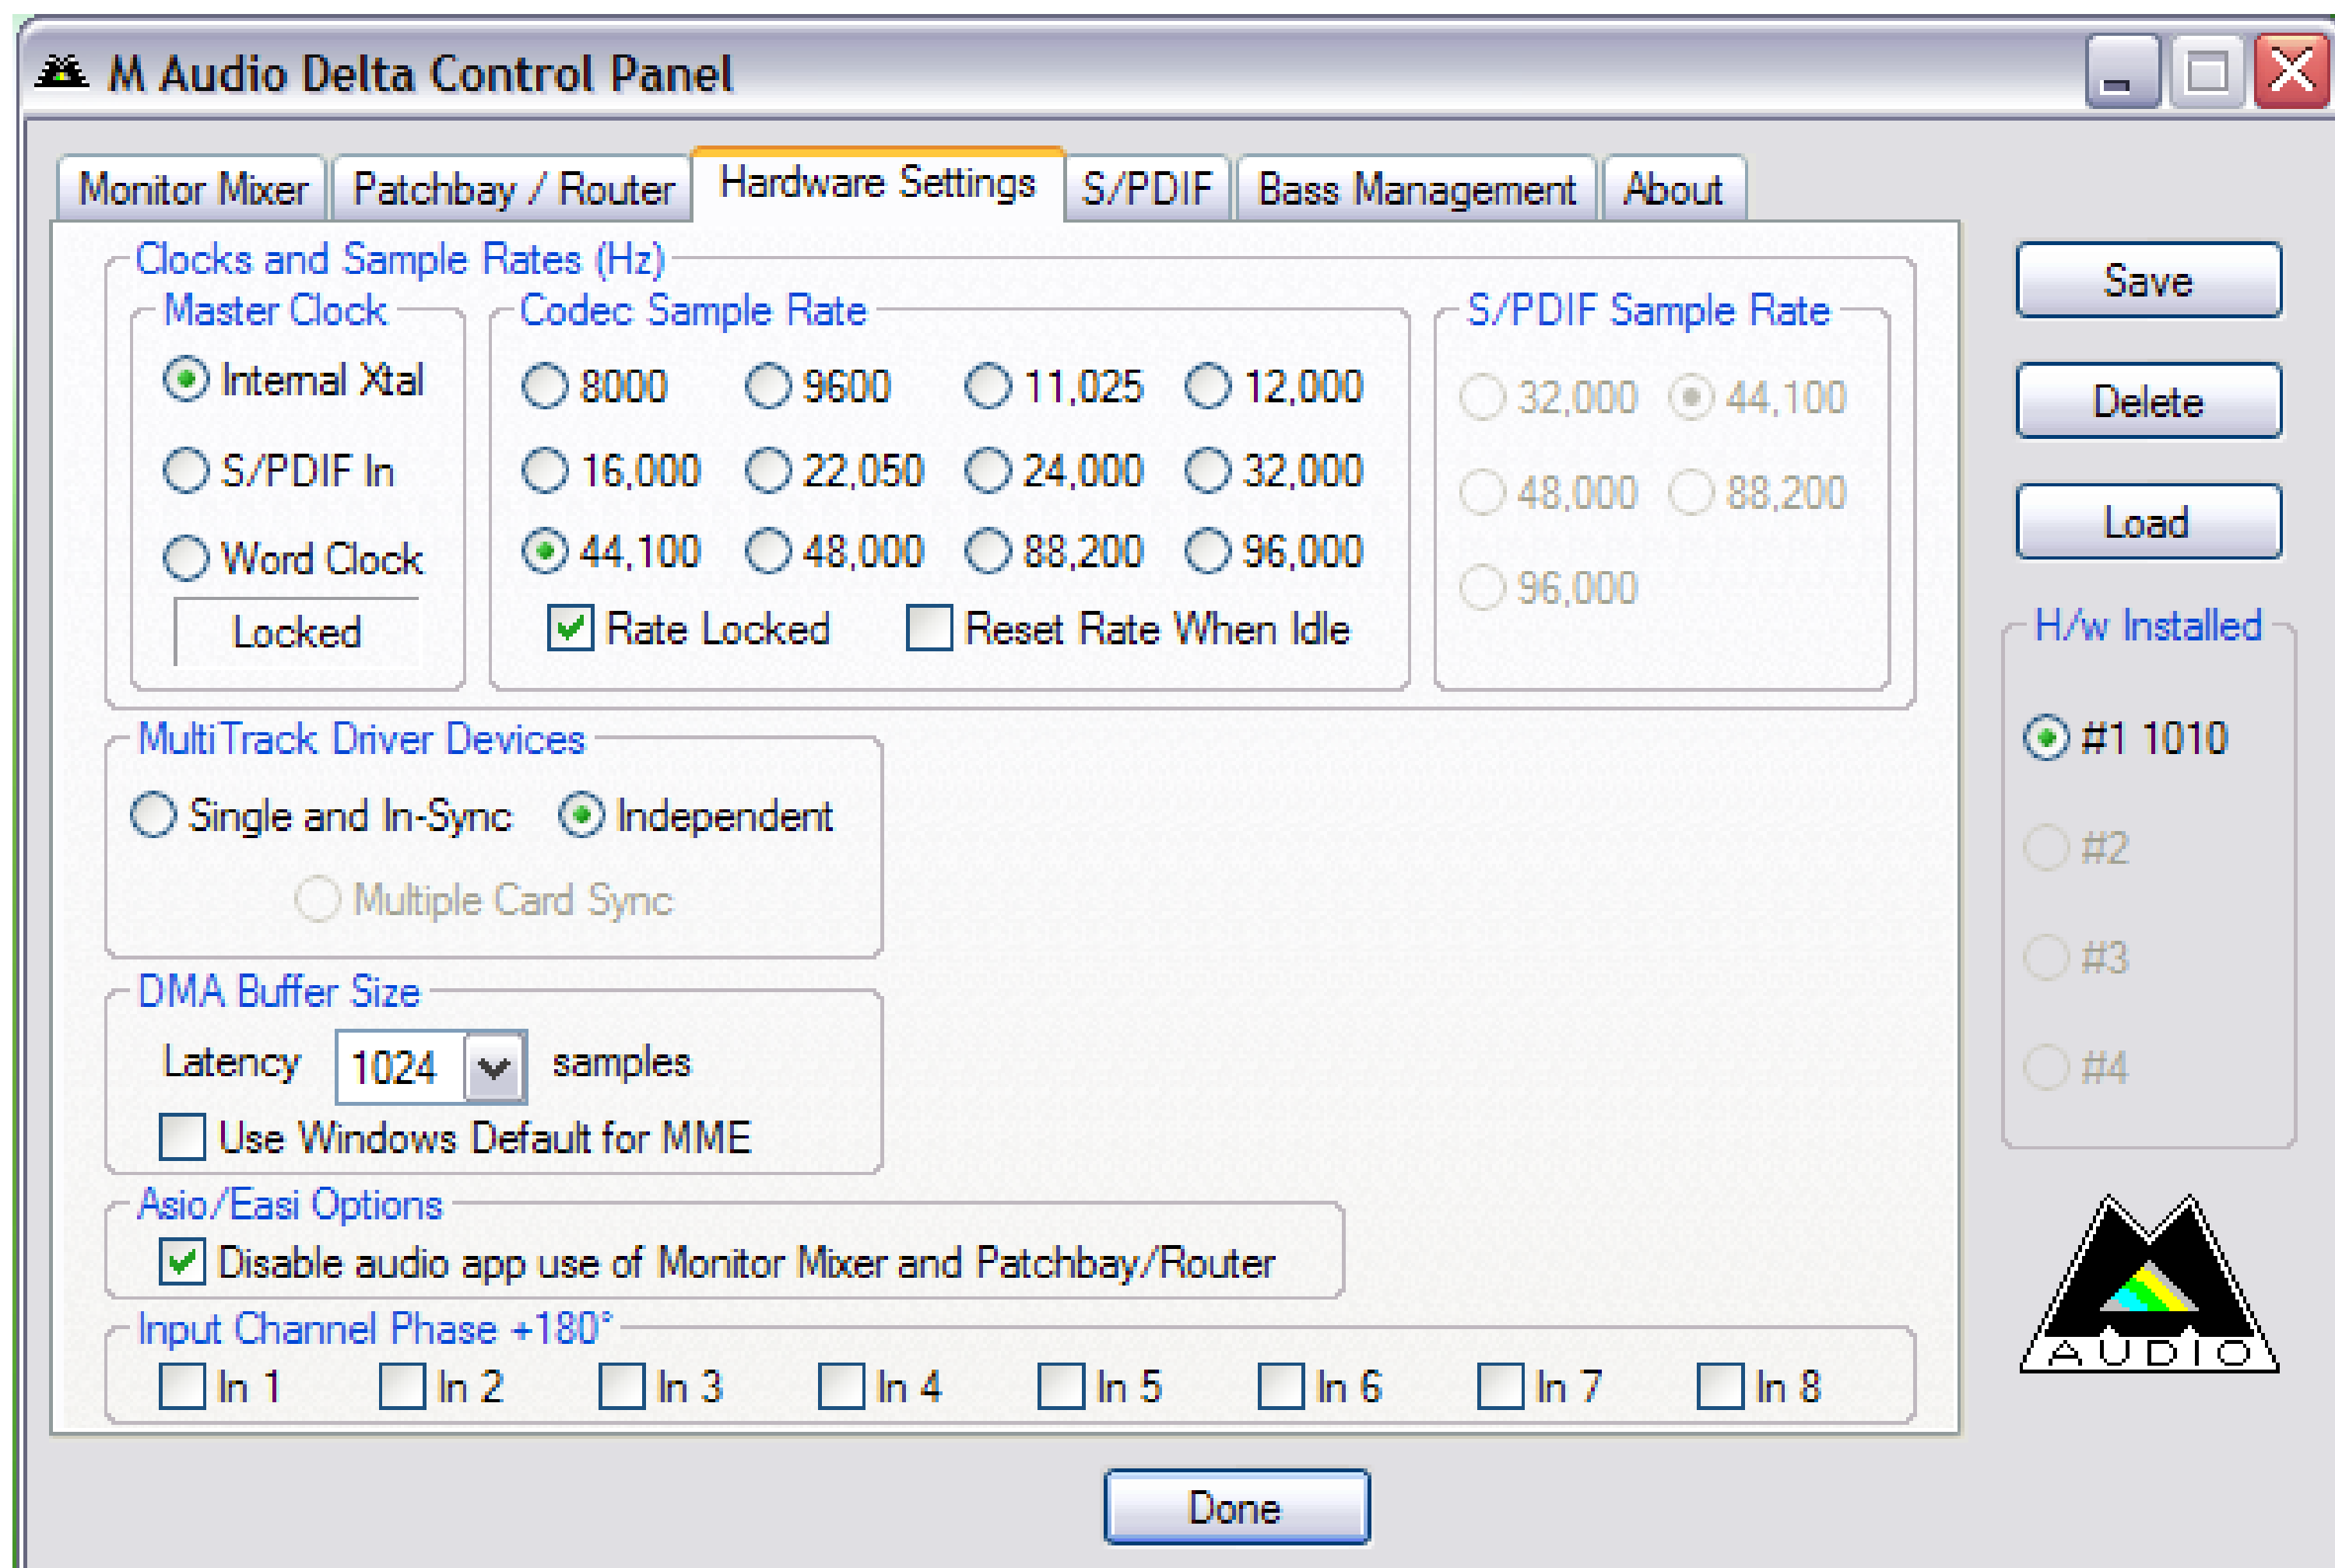 M Audio Delta Control Panel
Monitor Mixer Patchbay / Router Hardware Settings S/PDIF Bass Management About
Clocks and Sample Rates (Hz)
Master Clock
Internal Xtal
S/PDIF In
Word Clock
Locked
Codec Sample Rate
8000 9600 11,025 12,000
16,000 22,050 24,000 32,000
44,100 48,000 88,200 96,000
Rate Locked Reset Rate When Idle
S/PDIF Sample Rate
32,000 44,100
48,000 88,200
96,000
MultiTrack Driver Devices
Single and In-Sync Independent
Multiple Card Sync
DMA Buffer Size
Latency 1024 samples
Use Windows Default for MME
Asio/Easi Options
Disable audio app use of Monitor Mixer and Patchbay/Router
Input Channel Phase +180°
In 1 In 2 In 3 In 4 In 5 In 6 In 7 In 8
Save
Delete
Load
H/w Installed
#1 1010
#2
#3
#4
M
AUDIO
Done